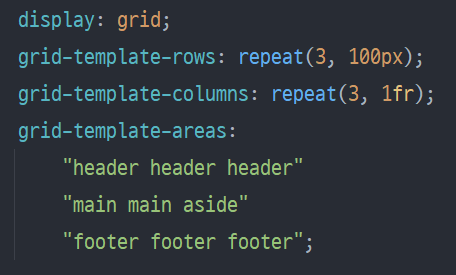 display: grid;
grid-template-rows: repeat(3, 100px);
grid-template-columns: repeat(3, 1fr);
grid-template-areas:
"header header header"
"main main aside"
"footer footer footer";